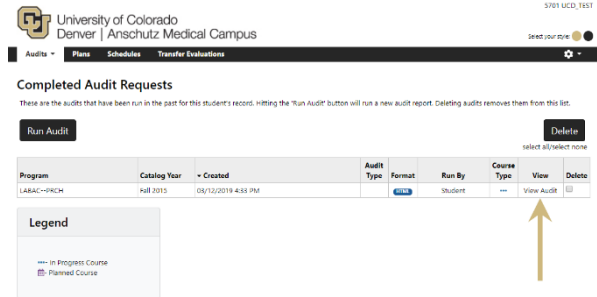 5701 UCD_TEST
University of Colorado
Denver | Anschutz Medical Campus
Select your style:
Audits Plans Schedules Transfer Evaluations
Completed Audit Requests
These are the audits that have been run in the past for this student's record. Hitting the 'Run Audit' button will run a new audit report. Deleting audits removes them from this list.
Run Audit Delete
select all/select none
Program Catalog Year Created Audit Type Format Run By Course Type View Delete
LABAC--PRCH Fall 2015 03/12/2019 4:33 PM HTML Student View Audit
Legend
- In Progress Course
- Planned Course